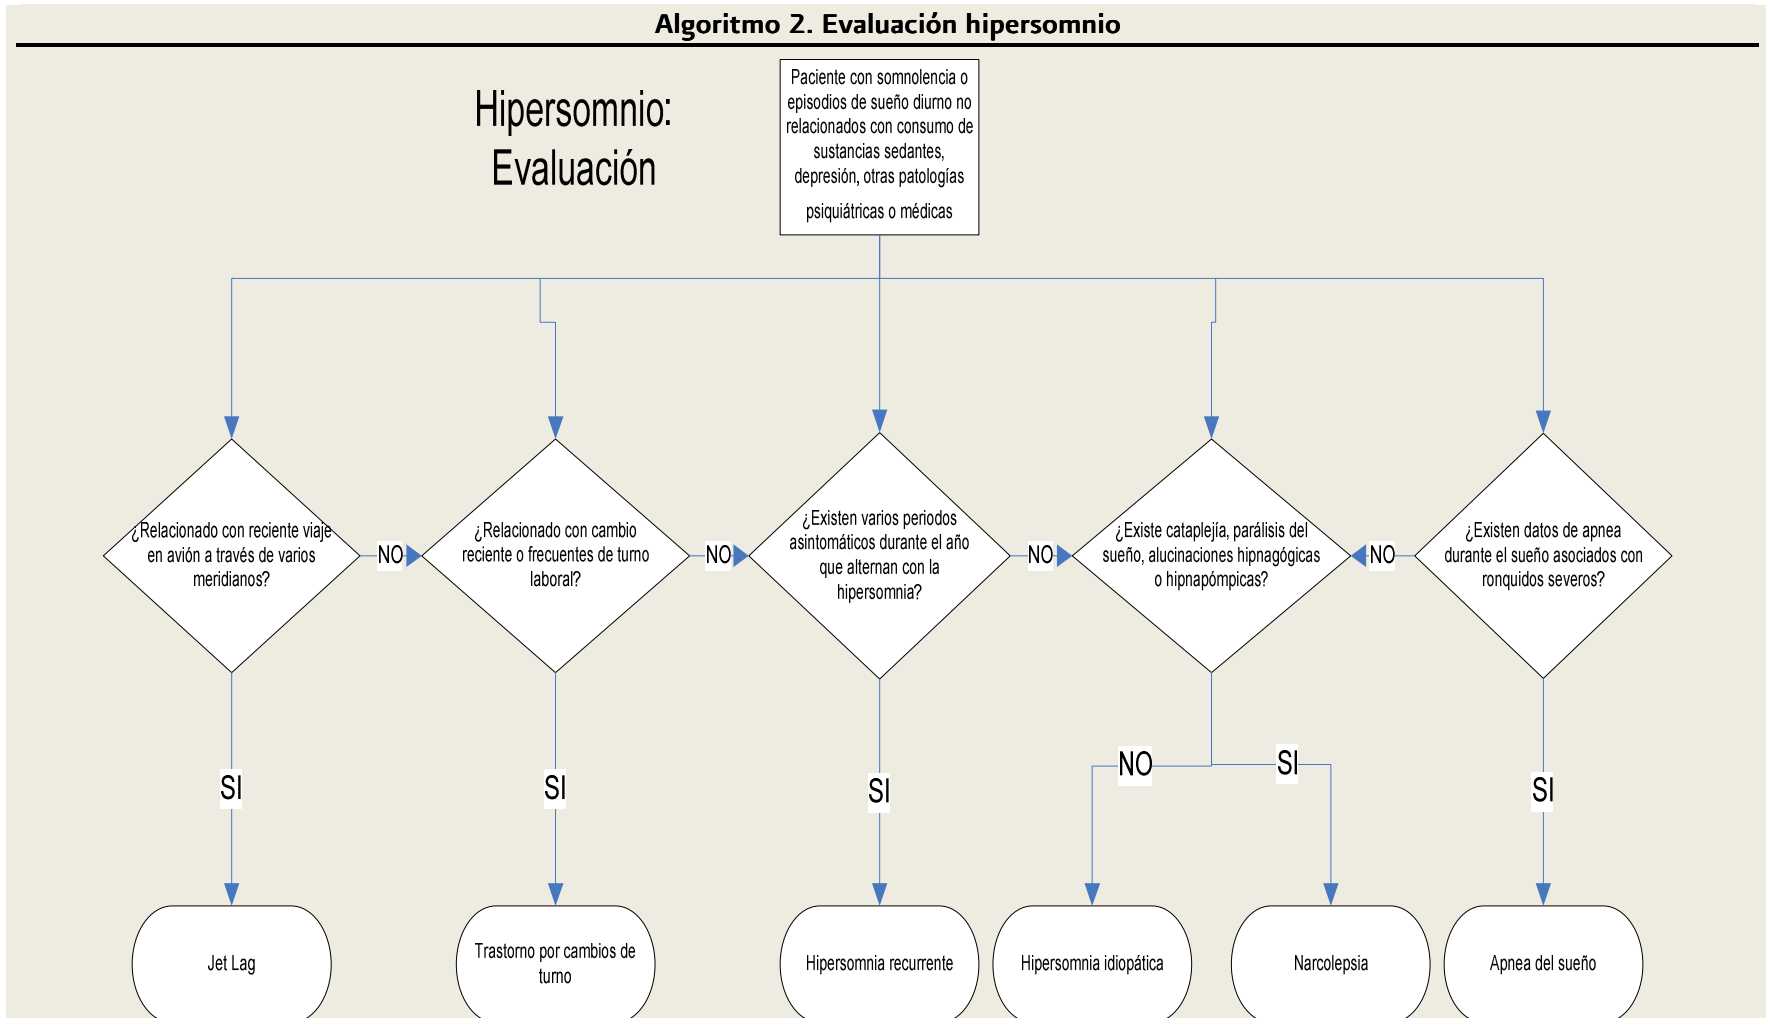 Algoritmo 2. Evaluación hipersomnio
Hipersomnio:
Evaluación
Paciente con somnolencia o
episodios de sueño diurno no
relacionados con consumo de
sustancias sedantes,
depresión, otras patologías
psiquiátricas o médicas
¿Relacionado con reciente viaje
en avión a través de varios
meridianos?
NO
¿Relacionado con cambio
reciente o frecuentes de turno
laboral?
NO
¿Existen varios periodos
asintomáticos durante el año
que alternan con la
hipersomnia?
NO
¿Existe cataplejía, parálisis del
sueño, alucinaciones hipnagógicas
o hipnapómpicas?
NO
¿Existen datos de apnea
durante el sueño asociados con
ronquidos severos?
SI
SI
SI
NO
SI
SI
Jet Lag
Trastorno por cambios de
turno
Hipersomnia recurrente
Hipersomnia idiopática
Narcolepsia
Apnea del sueño